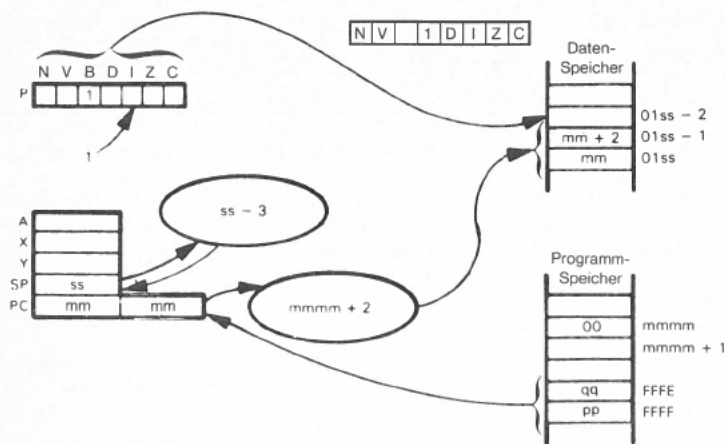 N V 1 D I Z C
Daten-
Speicher
N V B D I Z C
P 1
1
01ss - 2
mm + 2 01ss - 1
mm 01ss
ss - 3
A
X
Y
SP ss
PC mm mm
mmmm + 2
Programm-
Speicher
00 mmmm
mmmm + 1
qq FFFE
pp FFFF